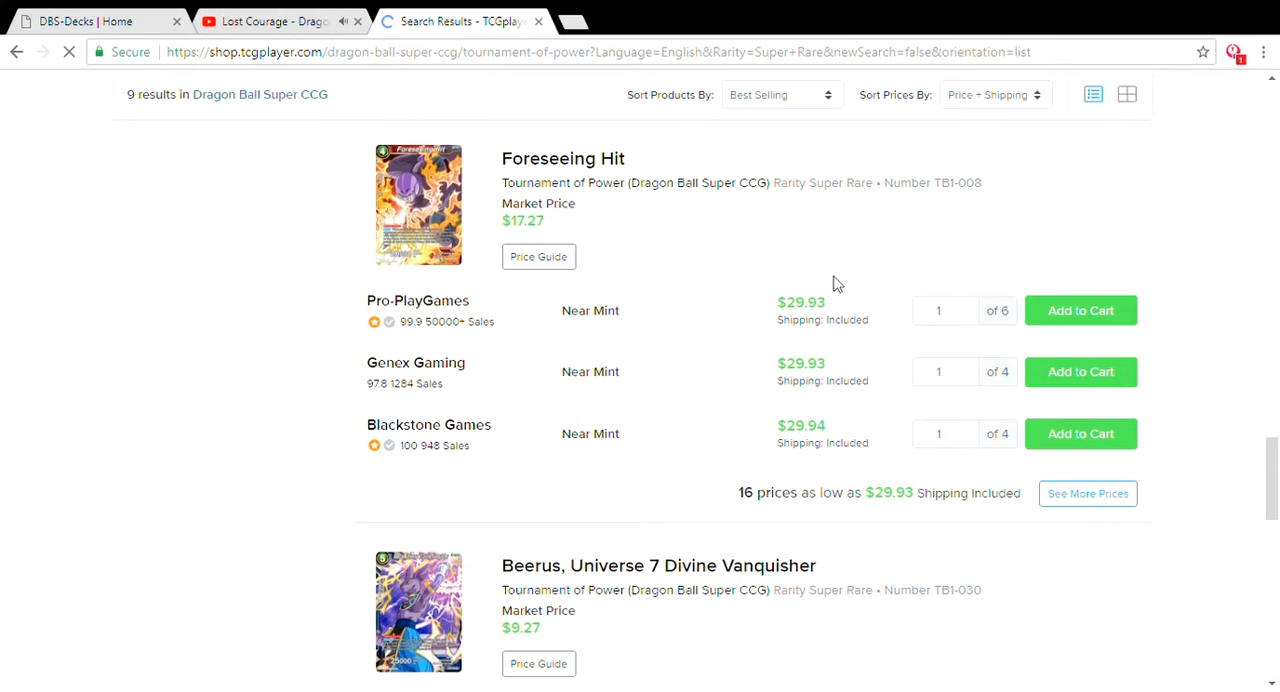 DBS-Decks | Home
Lost Courage - Drago
Search Results - TCGplay
Secure
https://shop.tcgplayer.com/dragon-ball-super-ccg/tournament-of-power?Language=English&Rarity=Super+Rare&newSearch=false&orientation=list
1
9 results in Dragon Ball Super CCG
Sort Products By:
Best Selling
Sort Prices By:
Price + Shipping
4 Foreseeing Hit
Foreseeing Hit
Tournament of Power (Dragon Ball Super CCG) Rarity Super Rare • Number TB1-008
Market Price
$17.27
Price Guide
Pro-PlayGames
99.9 50000+ Sales
Near Mint
$29.93
Shipping: Included
1 of 6
Add to Cart
Genex Gaming
97.8 1284 Sales
Near Mint
$29.93
Shipping: Included
1 of 4
Add to Cart
Blackstone Games
100 948 Sales
Near Mint
$29.94
Shipping: Included
1 of 4
Add to Cart
16 prices as low as $29.93 Shipping Included
See More Prices
5
25000
Beerus, Universe 7 Divine Vanquisher
Tournament of Power (Dragon Ball Super CCG) Rarity Super Rare • Number TB1-030
Market Price
$9.27
Price Guide